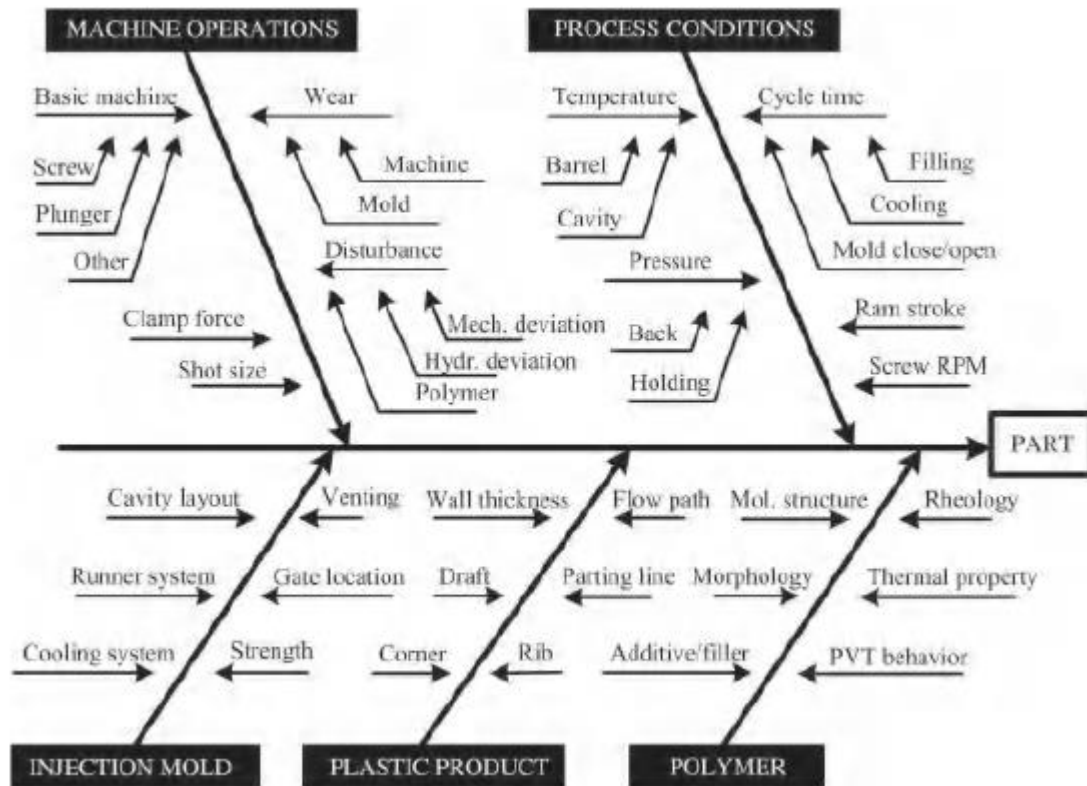 MACHINE OPERATIONS
PROCESS CONDITIONS
Basic machine
Wear
Temperature
Cycle time
Screw
Machine
Barrel
Filling
Plunger
Mold
Cavity
Cooling
Other
Disturbance
Pressure
Mold close/open
Clamp force
Mech. deviation
Back
Ram stroke
Shot size
Hydr. deviation
Polymer
Holding
Screw RPM
PART
Cavity layout
Venting
Wall thickness
Flow path
Mol. structure
Rheology
Runner system
Gate location
Draft
Parting line
Morphology
Thermal property
Cooling system
Strength
Corner
Rib
Additive/filler
PVT behavior
INJECTION MOLD
PLASTIC PRODUCT
POLYMER